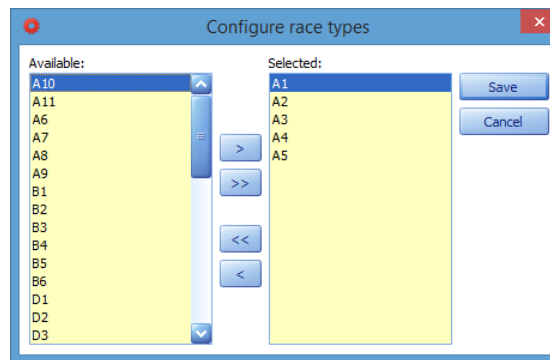 Configure race types
Available:
A10
A11
A6
A7
A8
A9
B1
B2
B3
B4
B5
B6
D1
D2
D3
>
>>
<<
<
Selected:
A1
A2
A3
A4
A5
Save
Cancel